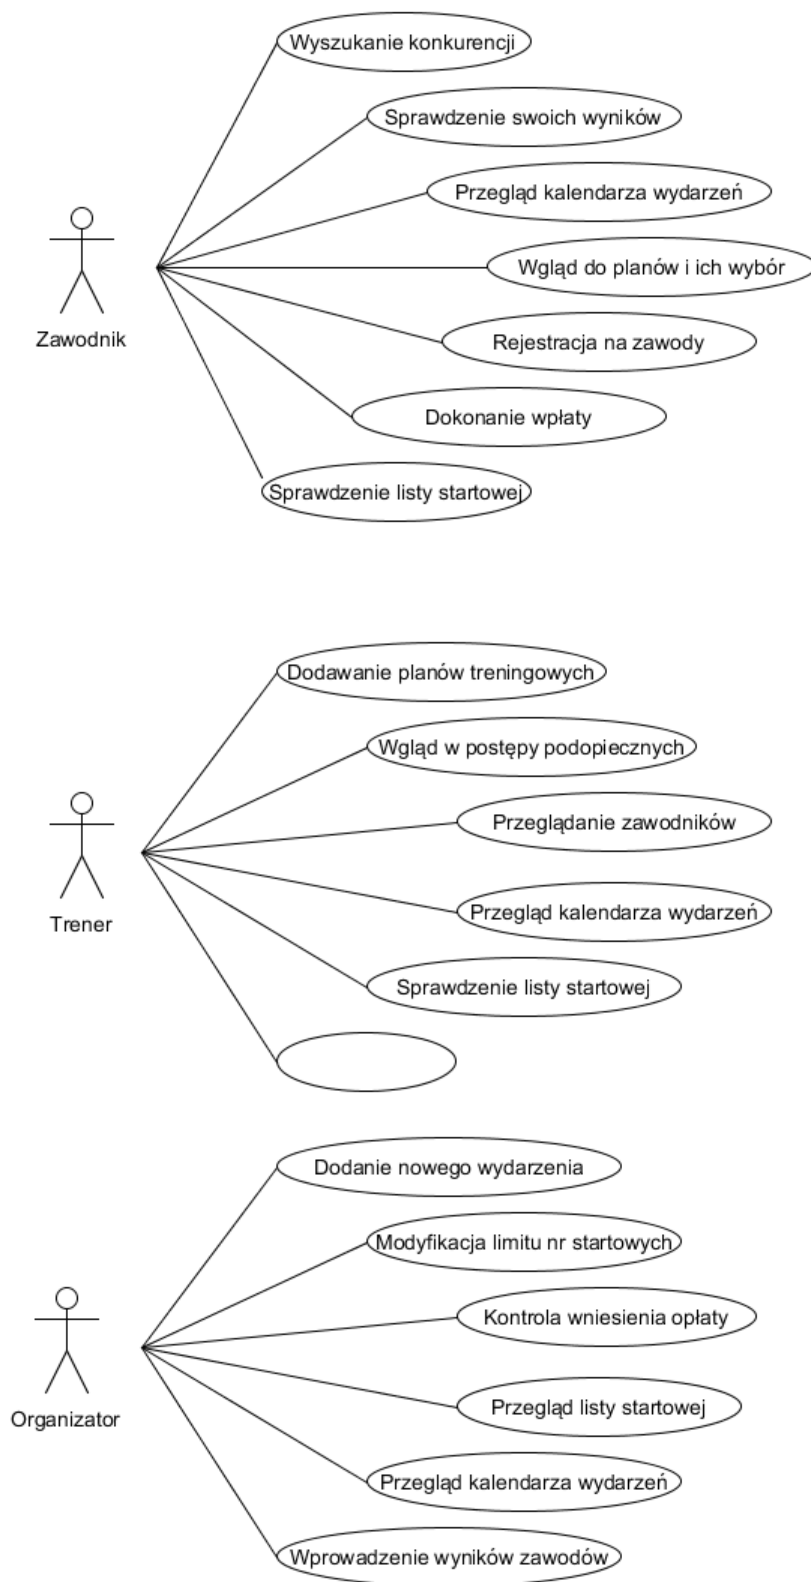 Wyszukanie konkurencji
Sprawdzenie swoich wyników
Przegląd kalendarza wydarzeń
Wgląd do planów i ich wybór
Rejestracja na zawody
Zawodnik
Dokonanie wpłaty
Sprawdzenie listy startowej
Dodawanie planów treningowych
Wgląd w postępy podopiecznych
Przeglądanie zawodników
Przegląd kalendarza wydarzeń
Trener
Sprawdzenie listy startowej
Dodanie nowego wydarzenia
Modyfikacja limitu nr startowych
Kontrola wniesienia opłaty
Przegląd listy startowej
Organizator
Przegląd kalendarza wydarzeń
Wprowadzenie wyników zawodów